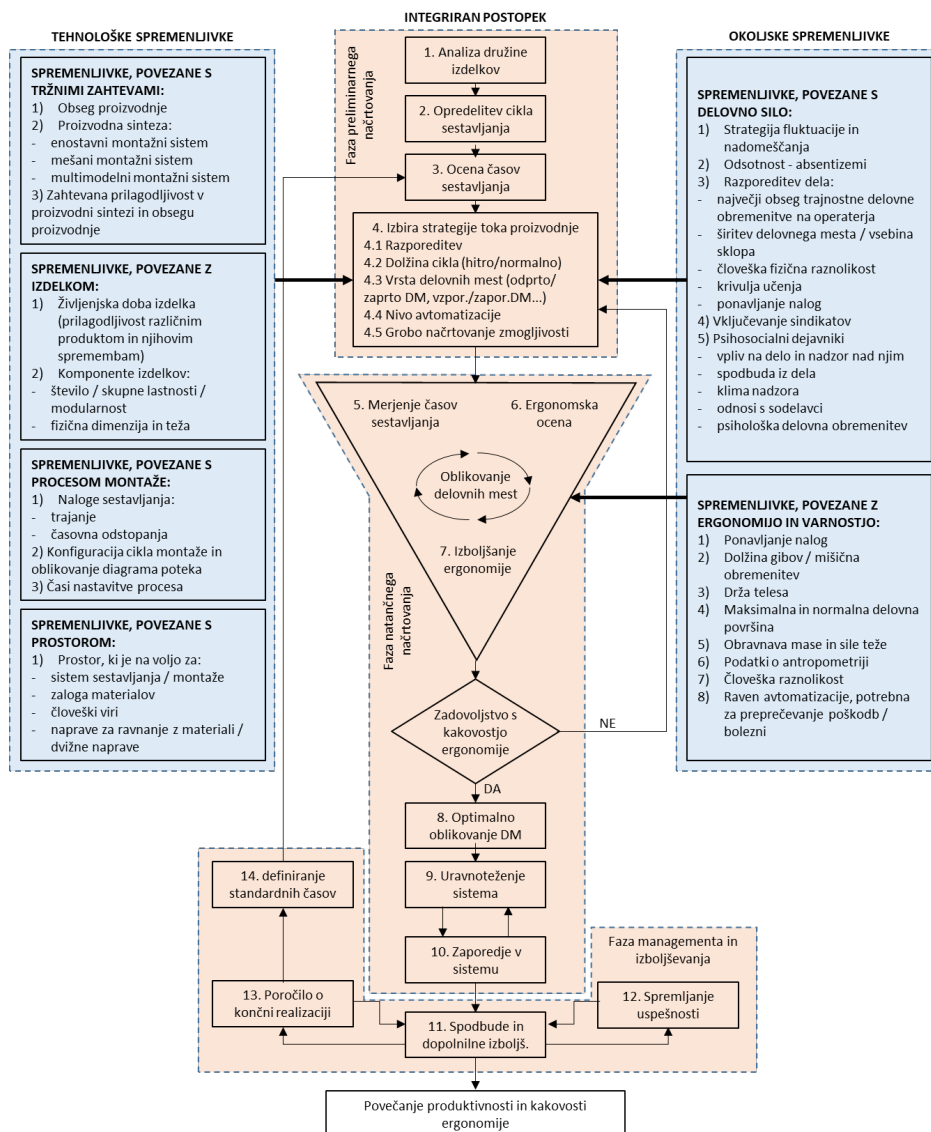 INTEGRIRAN POSTOPEK
TEHNOLOŠKE SPREMENLJIVKE
SPREMENLJIVKE, POVEZANE S
TRŽNIMI ZAHTEVAMI:
1) Obseg proizvodnje
2) Proizvodna sinteza:
- enostavni montažni sistem
- mešani montažni sistem
- multimodelni montažni sistem
3) Zahtevana prilagodljivost v
proizvodni sintezi in obsegu
proizvodnje
SPREMENLJIVKE, POVEZANE Z
IZDELKOM:
1) Življenjska doba izdelka
(prilagodljivost različnim
produktom in njihovim
spremembam)
2) Komponente izdelkov:
- število / skupne lastnosti /
modularnost
- fizična dimenzija in teža
SPREMENLJIVKE, POVEZANE S
PROCESOM MONTAŽE:
1) Naloge sestavljanja:
- trajanje
- časovna odstopanja
2) Konfiguracija cikla montaže in
oblikovanje diagrama poteka
3) Časi nastavitve procesa
SPREMENLJIVKE, POVEZANE S
PROSTOROM:
1) Prostor, ki je na voljo za:
- sistem sestavljanja / montaže
- zaloga materialov
- človeški viri
- naprave za ravnanje z materiali /
dvižne naprave
Faza preliminarnega
načrtovanja
1. Analiza družine
izdelkov
2. Opredelitev cikla
sestavljanja
3. Ocena časov
sestavljanja
4. Izbira strategije toka proizvodnje
4.1 Razporeditev
4.2 Dolžina cikla (hitro/normalno)
4.3 Vrsta delovnih mest (odprto/
zaprto DM, vzpor./zapor.DM...)
4.4 Nivo avtomatizacije
4.5 Grobo načrtovanje zmogljivosti
5. Merjenje časov
sestavljanja
6. Ergonomska
ocena
Oblikovanje
delovnih mest
7. Izboljšanje
ergonomije
Faza natančnega
načrtovanja
Zadovoljstvo s
kakovostjo
ergonomije
NE
DA
8. Optimalno
oblikovanje DM
9. Uravnoteženje
sistema
10. Zaporedje v
sistemu
14. definiranje
standardnih časov
13. Poročilo o
končni realizaciji
11. Spodbude in
dopolnilne izboljš.
Faza managementa in
izboljševanja
12. Spremljanje
uspešnosti
Povečanje produktivnosti in kakovosti
ergonomije
OKOLJSKE SPREMENLJIVKE
SPREMENLJIVKE, POVEZANE S
DELOVNO SILO:
1) Strategija fluktuacije in
nadomeščanja
2) Odsotnost - absentizemi
3) Razporeditev dela:
- največji obseg trajnostne delovne
obremenitve na operaterja
- širitev delovnega mesta / vsebina
sklopa
- človeška fizična raznolikost
- krivulja učenja
- ponavljanje nalog
4) Vključevanje sindikatov
5) Psihosocialni dejavniki
- vpliv na delo in nadzor nad njim
- spodbuda iz dela
- klima nadzora
- odnosi s sodelavci
- psihološka delovna obremenitev
SPREMENLJIVKE, POVEZANE Z
ERGONOMIJO IN VARNOSTJO:
1) Ponavljanje nalog
2) Dolžina gibov / mišična
obremenitev
3) Drža telesa
4) Maksimalna in normalna delovna
površina
5) Obravnava mase in sile teže
6) Podatki o antropometriji
7) Človeška raznolikost
8) Raven avtomatizacije, potrebna
za preprečevanje poškodb /
bolezni